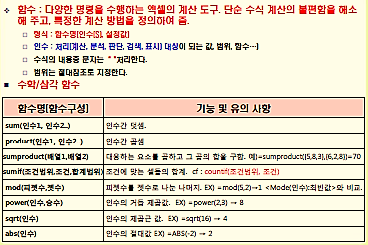 함수 : 다양한 명령을 수행하는 엑셀의 계산 도구. 단순 수식 계산의 불편함을 해소
해 주고, 특정한 계산 방법을 정의하여 줌.
형식 : 함수명(인수[S], 설정값)
인수 : 처리(계산, 분석, 판단, 검색, 표시) 대상이 되는 값, 범위, 함수…)
수식의 내용중 문자는 " "처리한다.
범위는 절대참조로 지정한다.
수학/삼각 함수
함수명[함수구성] 기능 및 유의 사항
sum(인수1, 인수2..) 인수간 덧셈.
product(인수1, 인수2 ) 인수간 곱셈
sumproduct(배열1,배열2) 대응하는 요소를 곱하고 그 곱의 합을 구함. 예)=sumproduct({5,8,3},{6,2,8})=70
sumif(조건범위,조건,합계범위) 조건에 맞는 셀들의 합계. cf : countif(조건범위, 조건)
mod(피젯수,젯수) 피젯수를 젯수로 나눈 나머지. EX) =mod(5,2)→1 <Mode(인수):최빈값>와 비교.
power(인수,승수) 인수의 거듭 제곱값. EX) =power(2,3) → 8
sqrt(인수) 인수의 제곱근 값. EX) =sqrt(16) → 4
abs(인수) 인수의 절대값 EX) =ABS(-2) → 2